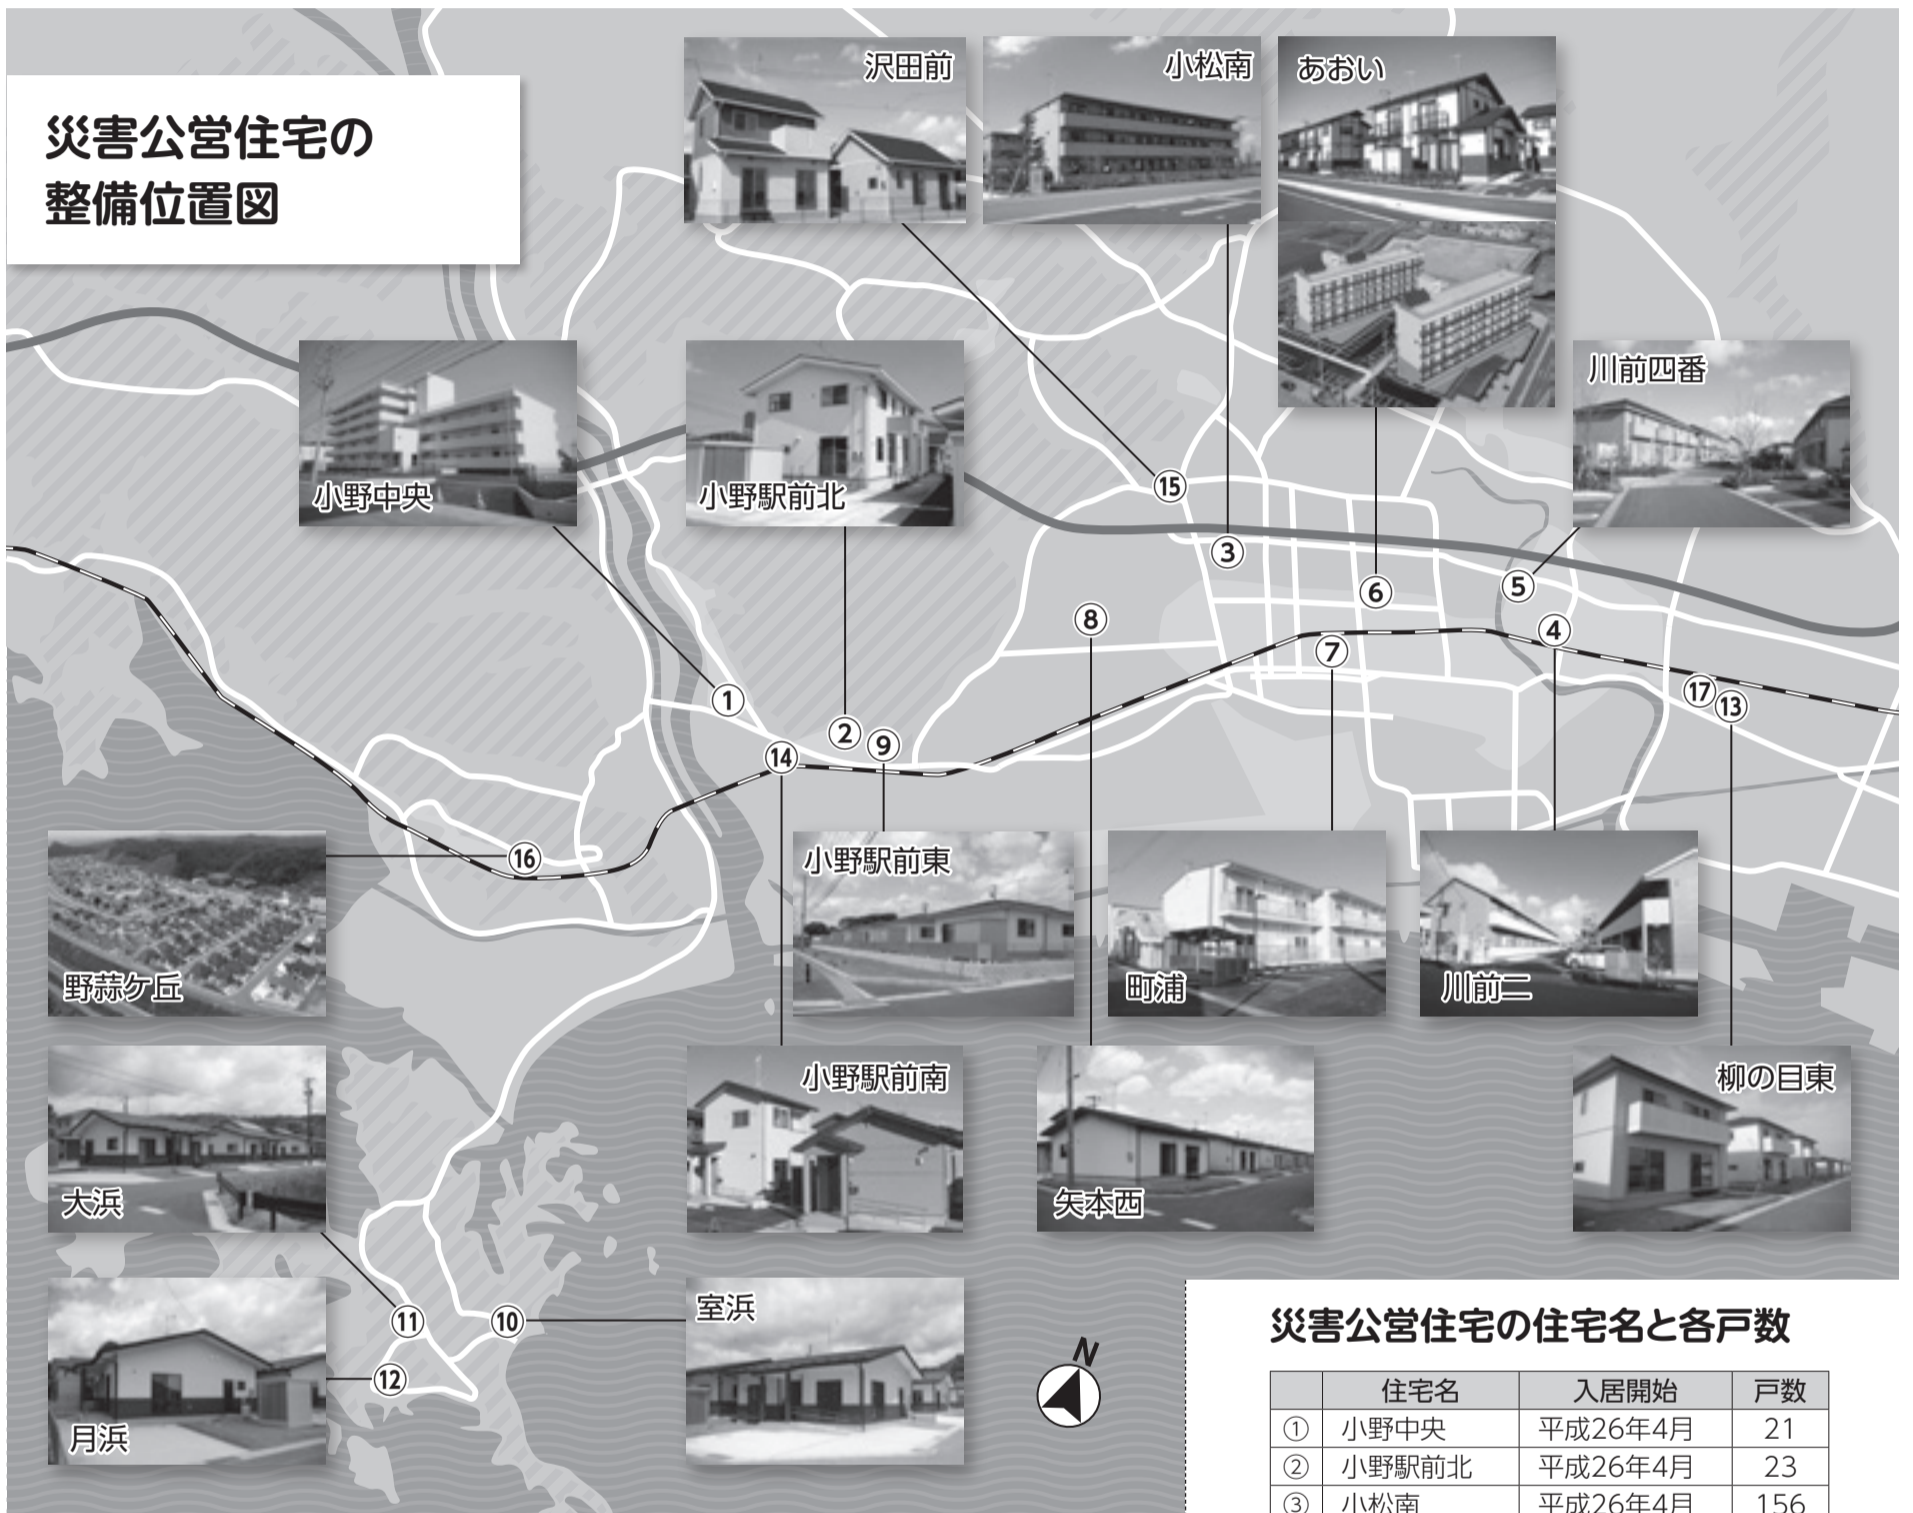 災害公営住宅の
整備位置図
沢田前
小松南
あおい
川前四番
小野中央
小野駅前北
⑮
③
⑥
⑤
⑧
④
⑦
①
⑰
⑬
②
⑨
⑭
⑯
野蒜ケ丘
小野駅前東
町浦
川前二
大浜
小野駅前南
矢本西
柳の目東
⑪
⑩
⑫
月浜
室浜
N
災害公営住宅の住宅名と各戸数
住宅名 入居開始 戸数
① 小野中央 平成26年4月 21
② 小野駅前北 平成26年4月 23
③ 小松南 平成26年4月 156